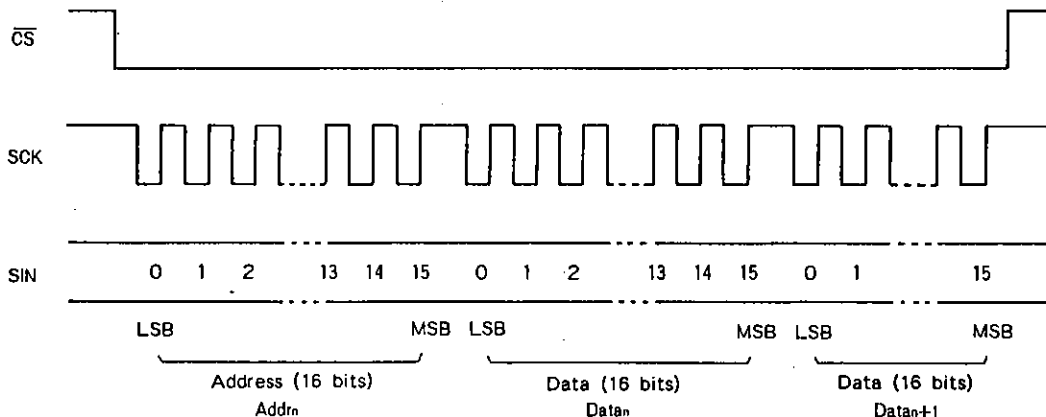 CS
SCK
SIN 0 1 2 13 14 15 0 1 2 13 14 15 0 1 15
LSB MSB LSB MSB LSB MSB
Address (16 bits) Data (16 bits) Data (16 bits)
Addrn Datan Datan+1